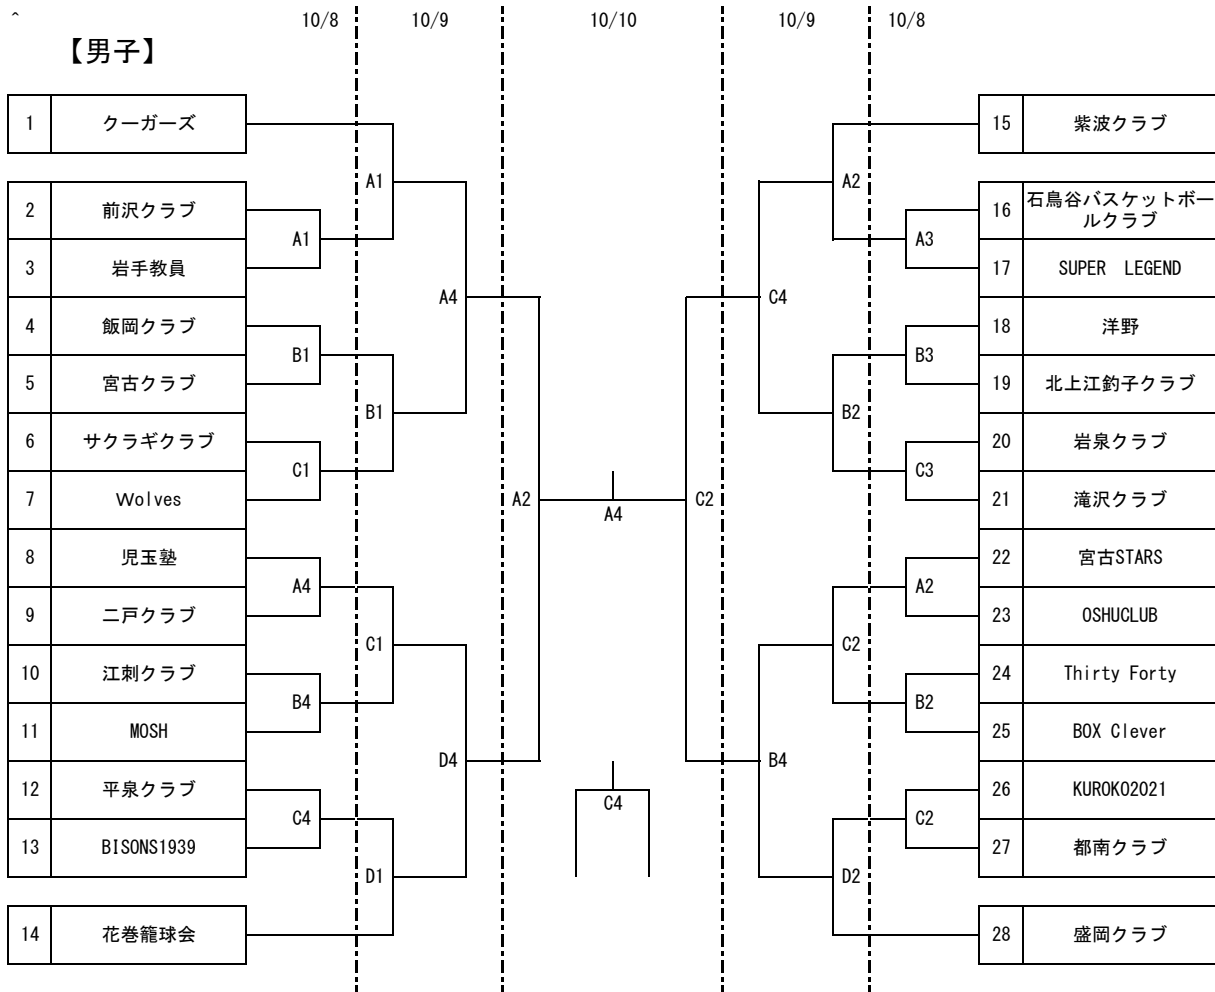 ^
10/8
10/9
10/10
10/9
10/8
【男子】
1 クーガーズ
2 前沢クラブ
3 岩手教員
4 飯岡クラブ
5 宮古クラブ
6 サクラギクラブ
7 Wolves
8 児玉塾
9 二戸クラブ
10 江刺クラブ
11 MOSH
12 平泉クラブ
13 BISONS1939
14 花巻籠球会
A1
B1
C1
A4
B4
C4
A1
B1
C1
D1
A4
D4
A2
A4
C4
C2
C4
B4
A2
B2
C2
D2
A3
B3
C3
A2
B2
C2
15 紫波クラブ
16 石鳥谷バスケットボー
ルクラブ
17 SUPER　LEGEND
18 洋野
19 北上江釣子クラブ
20 岩泉クラブ
21 滝沢クラブ
22 宮古STARS
23 OSHUCLUB
24 Thirty Forty
25 BOX Clever
26 KUROKO2021
27 都南クラブ
28 盛岡クラブ